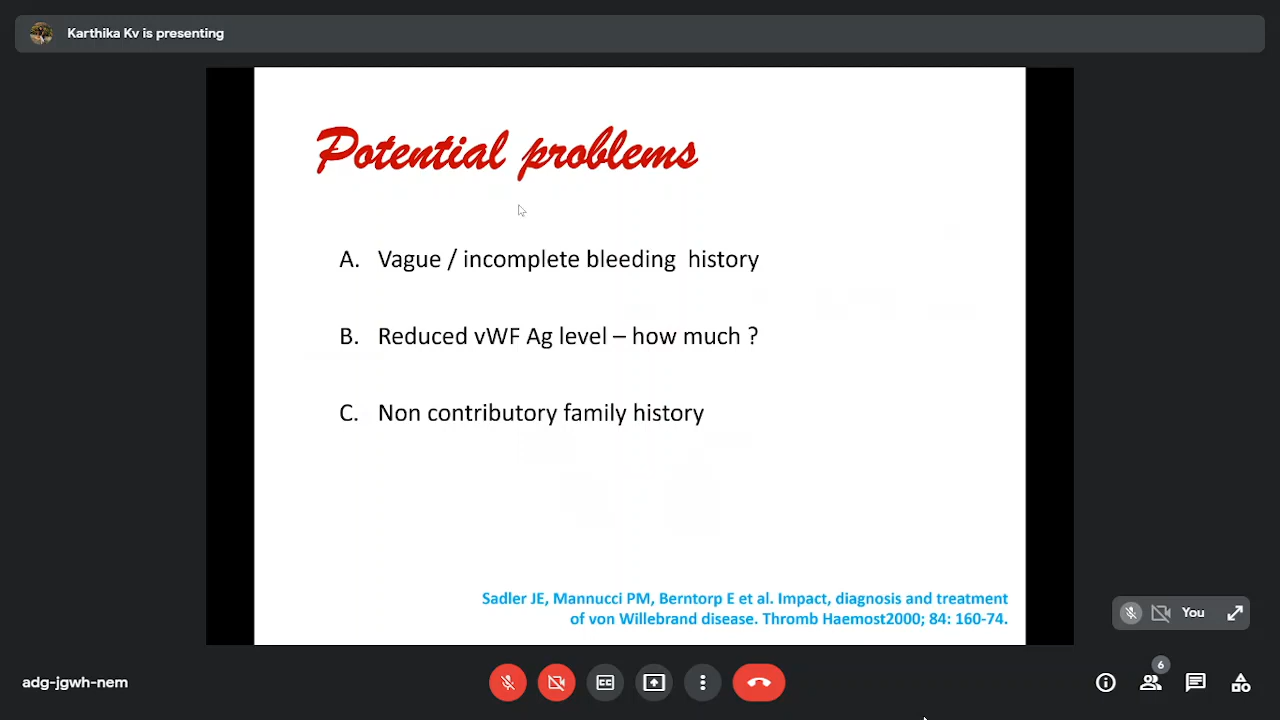 Karthika Kv is presenting
Potential problems
A. Vague / incomplete bleeding history
B. Reduced vWF Ag level – how much ?
C. Non contributory family history
Sadler JE, Mannucci PM, Berntorp E et al. Impact, diagnosis and treatment
of von Willebrand disease. Thromb Haemost2000; 84: 160-74.
You
6
adg-jgwh-nem
CC